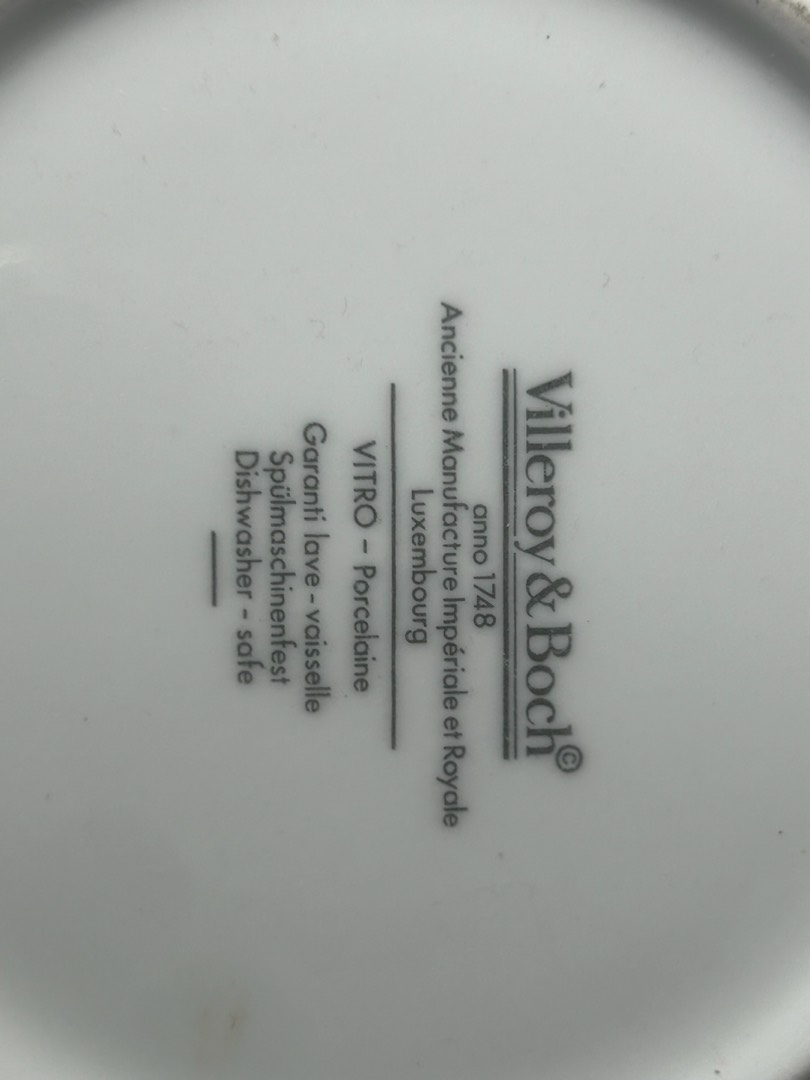 Villeroy & Boch©
anno 1748
Ancienne Manufacture Impériale et Royale
Luxembourg
VITRO – Porcelaine
Garanti lave - vaisselle
Spülmaschinenfest
Dishwasher - safe